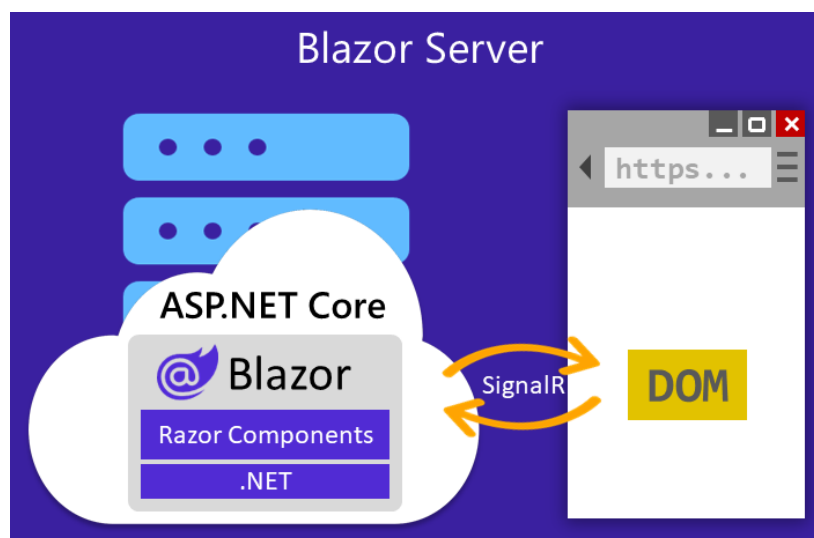 Blazor Server
https...
ASP.NET Core
@ Blazor
SignalR
DOM
Razor Components
.NET